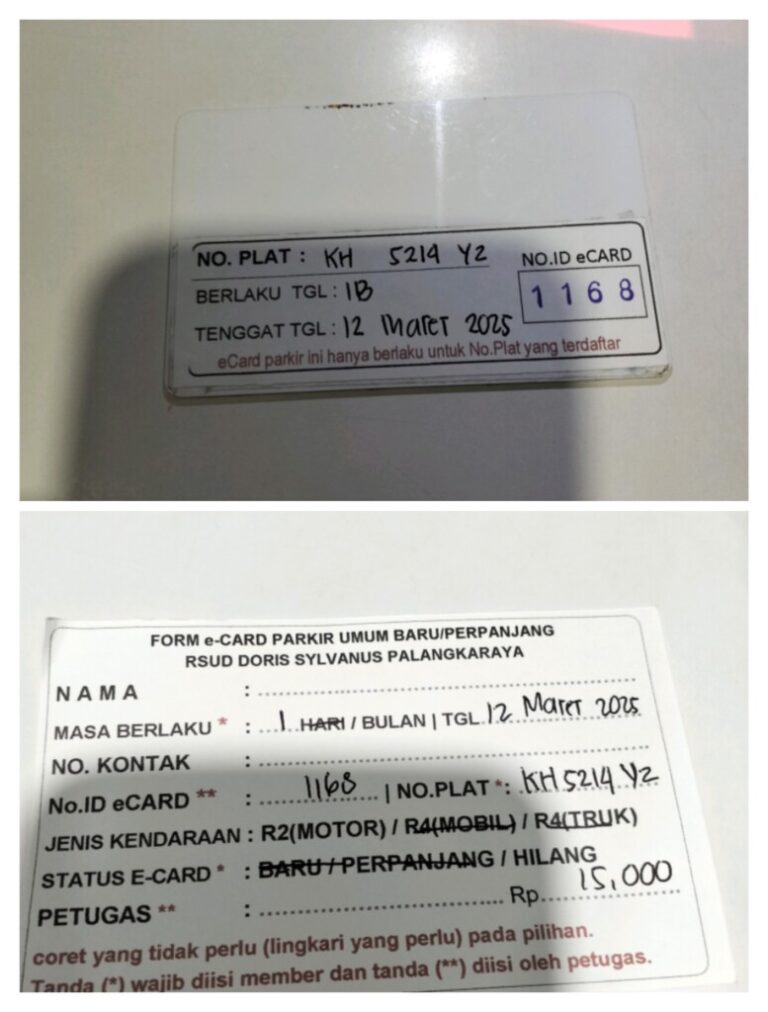 NO. PLAT : KH 5214 YZ
NO.ID eCARD
BERLAKU TGL : 1B
1 1 6 8
TENGGAT TGL : 12 Maret 2025
eCard parkir ini hanya berlaku untuk No.Plat yang terdaftar
FORM e-CARD PARKIR UMUM BARU/PERPANJANG
RSUD DORIS SYLVANUS PALANGKARAYA
NAMA : ....................
MASA BERLAKU * : ....1.. HARI / BULAN | TGL.12 Maret 2025
NO. KONTAK : ....................
No.ID eCARD ** : ........1168.... | NO.PLAT *: KH 5214 YZ
JENIS KENDARAAN : R2(MOTOR) / R4(MOBIL) / R4(TRUK)
STATUS E-CARD * : BARU / PERPANJANG / HILANG
PETUGAS ** : .................... Rp. 15,000
coret yang tidak perlu (lingkari yang perlu) pada pilihan.
Tanda (*) wajib diisi member dan tanda (**) diisi oleh petugas.